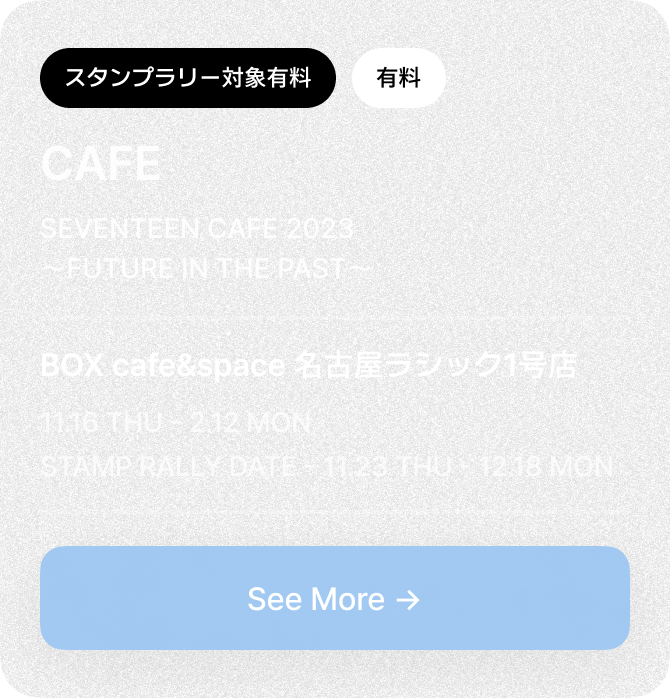 スタンプラリー対象有料 有料
CAFE
SEVENTEEN CAFE 2023
～FUTURE IN THE PAST～
BOX cafe&space 名古屋ラシック1号店
11.16 THU - 2.12 MON
STAMP RALLY DATE - 11.23 THU - 12.18 MON
See More →